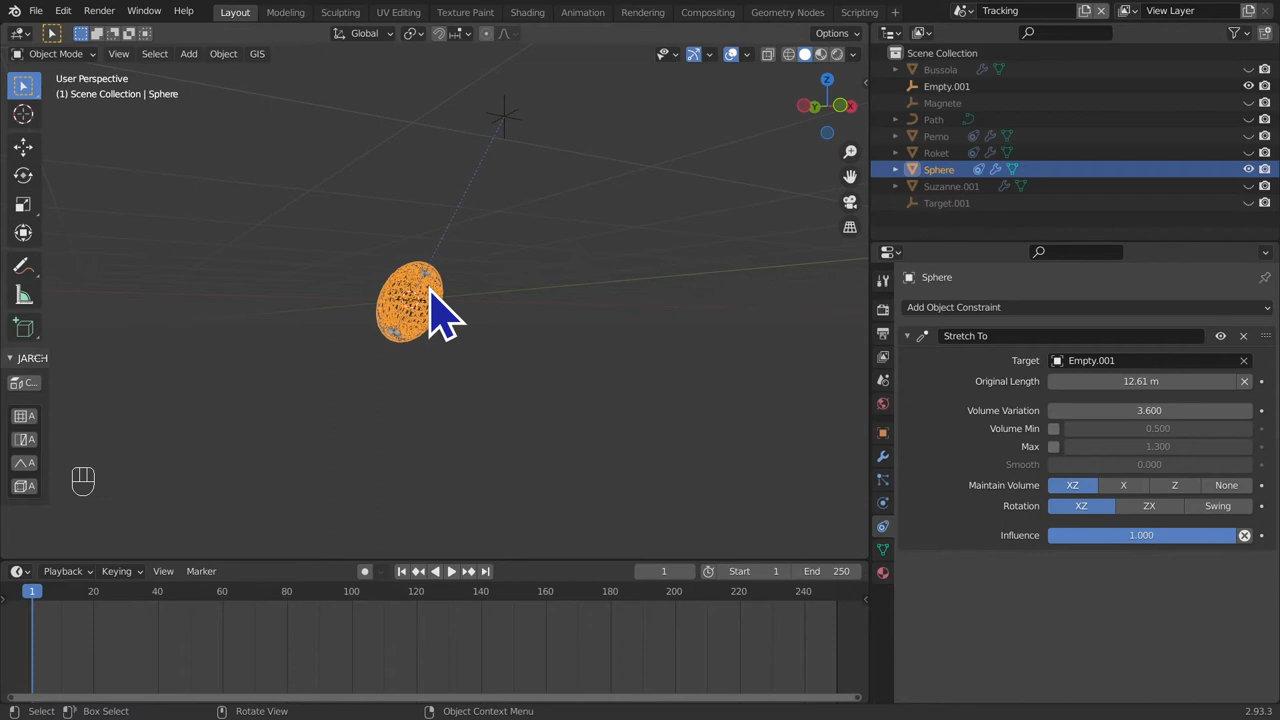 File Edit Render Window Help Layout Modeling Sculpting UV Editing Texture Paint Shading Animation Rendering Compositing Geometry Nodes Scripting + Tracking View Layer
Global Options
Object Mode View Select Add Object GIS
User Perspective
(1) Scene Collection | Sphere
Z
Y
X
JARCH
C...
A
A
A
A
Scene Collection
Bussola
Empty.001
Magnete
Path
Perno
Roket
Sphere
Suzanne.001
Target.001
Sphere
Add Object Constraint
Stretch To
Target Empty.001
Original Length 12.61 m
Volume Variation 3.600
Volume Min 0.500
Max 1.300
Smooth 0.000
Maintain Volume XZ X Z None
Rotation XZ ZX Swing
Influence 1.000
Playback Keying View Marker 1 Start 1 End 250
1 20 40 60 80 100 120 140 160 180 200 220 240
Select Box Select Rotate View Object Context Menu 2.93.3